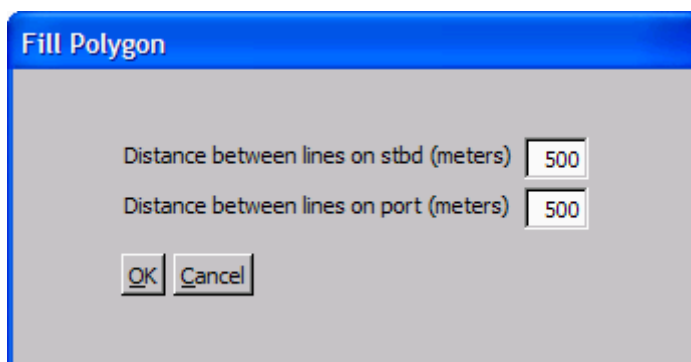 Fill Polygon
Distance between lines on stbd (meters) 500
Distance between lines on port (meters) 500
OK Cancel